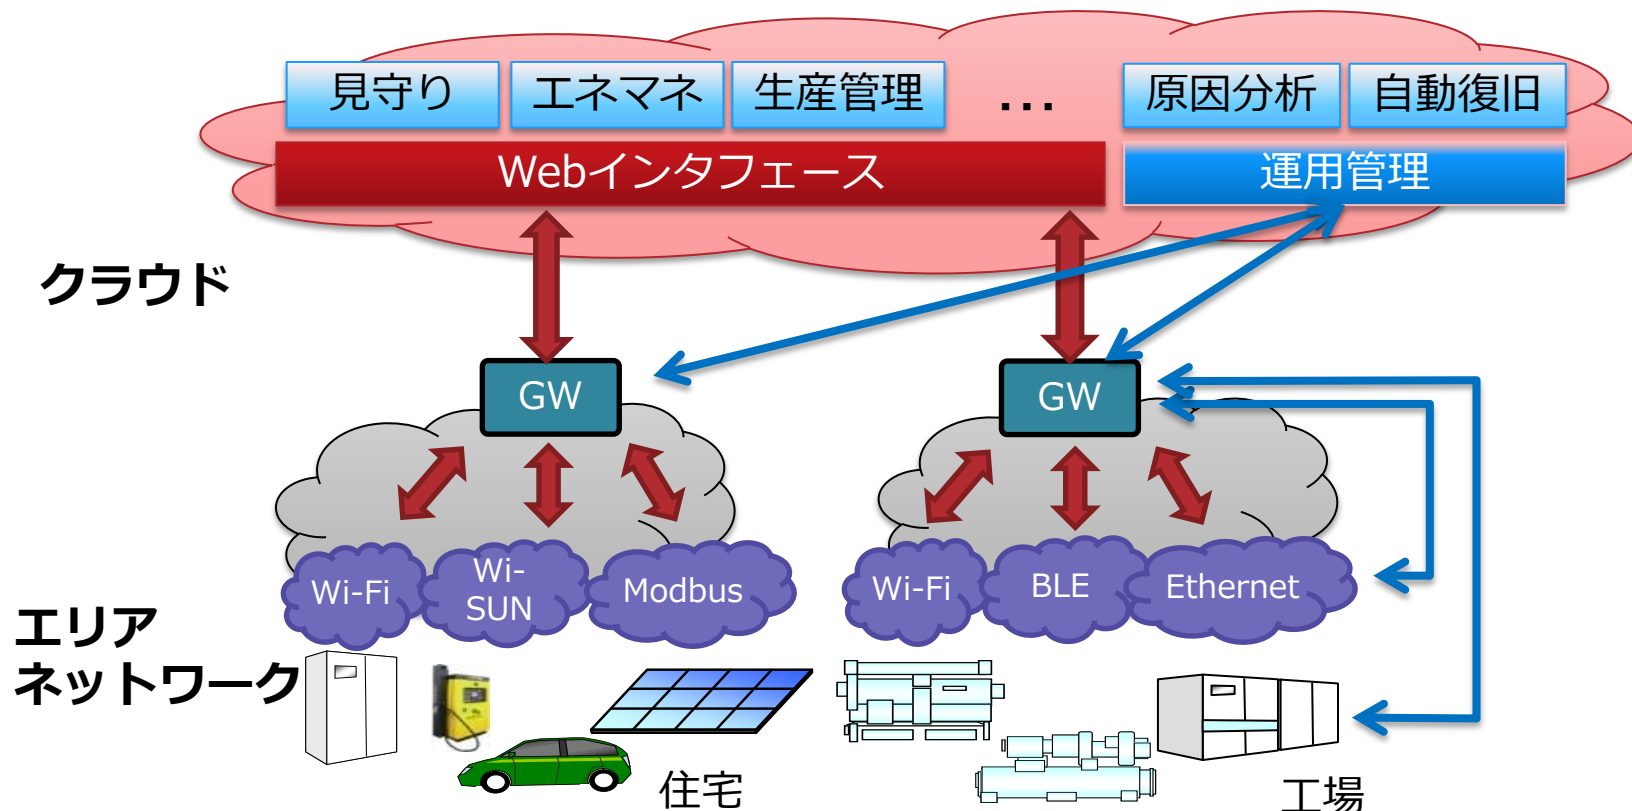 見守り
エネマネ
生産管理
...
原因分析
自動復旧
Webインタフェース
運用管理
クラウド
GW
GW
Wi-Fi
Wi-
SUN
Modbus
Wi-Fi
BLE
Ethernet
エリア
ネットワーク
住宅
工場